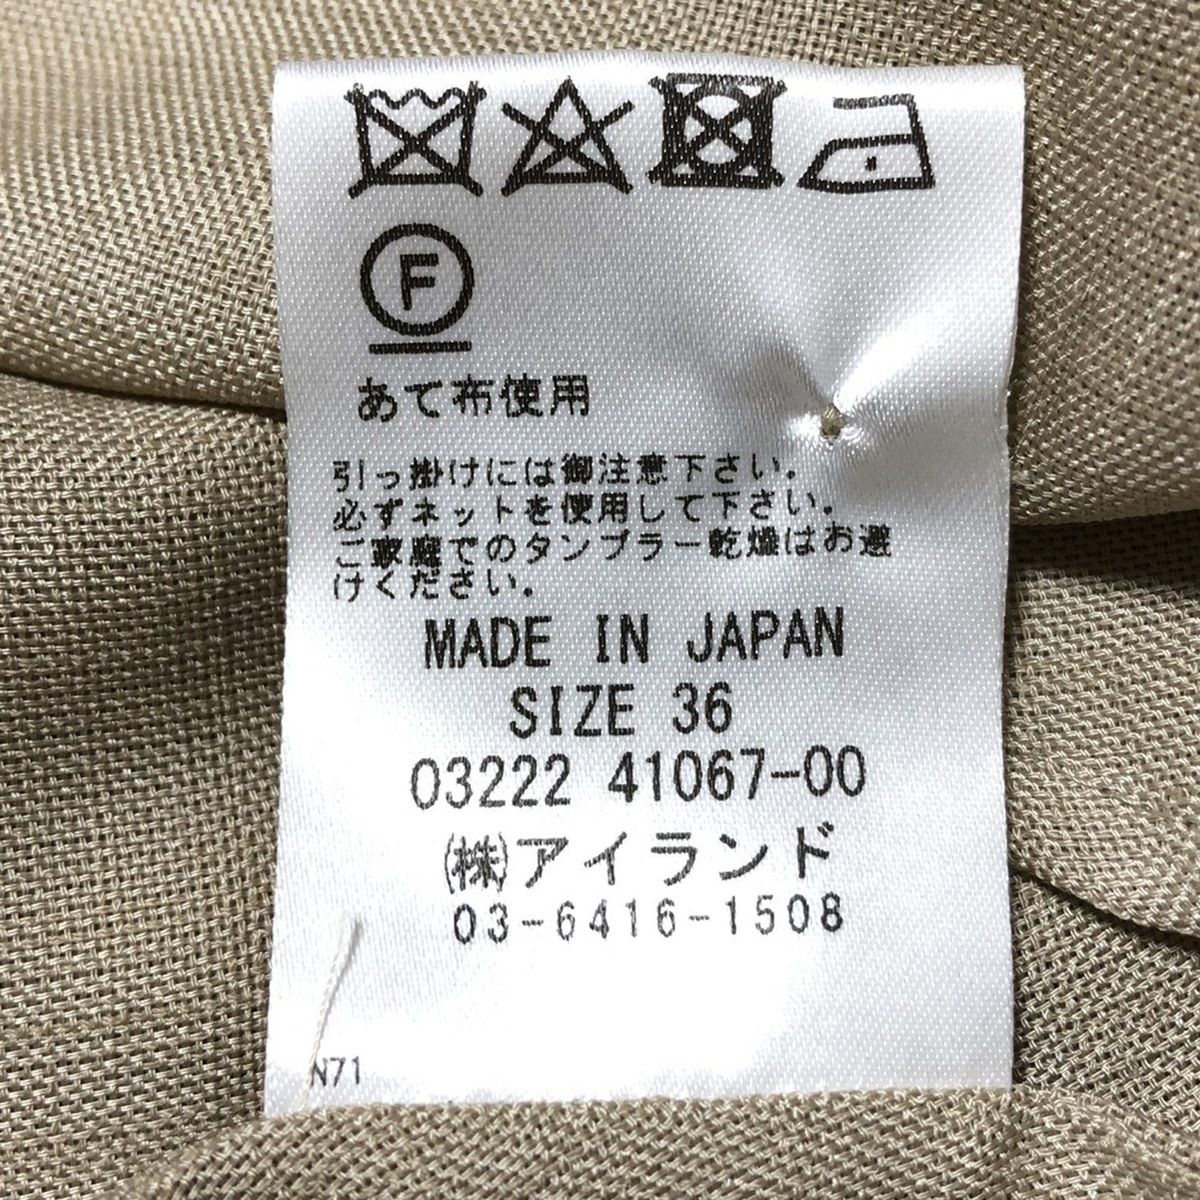 F
あて布使用
引っ掛けには御注意下さい。
必ずネットを使用して下さい。
ご家庭でのタンブラー乾燥はお避
けください。
MADE IN JAPAN
SIZE 36
03222 41067-00
㈱アイランド
03-6416-1508
N71